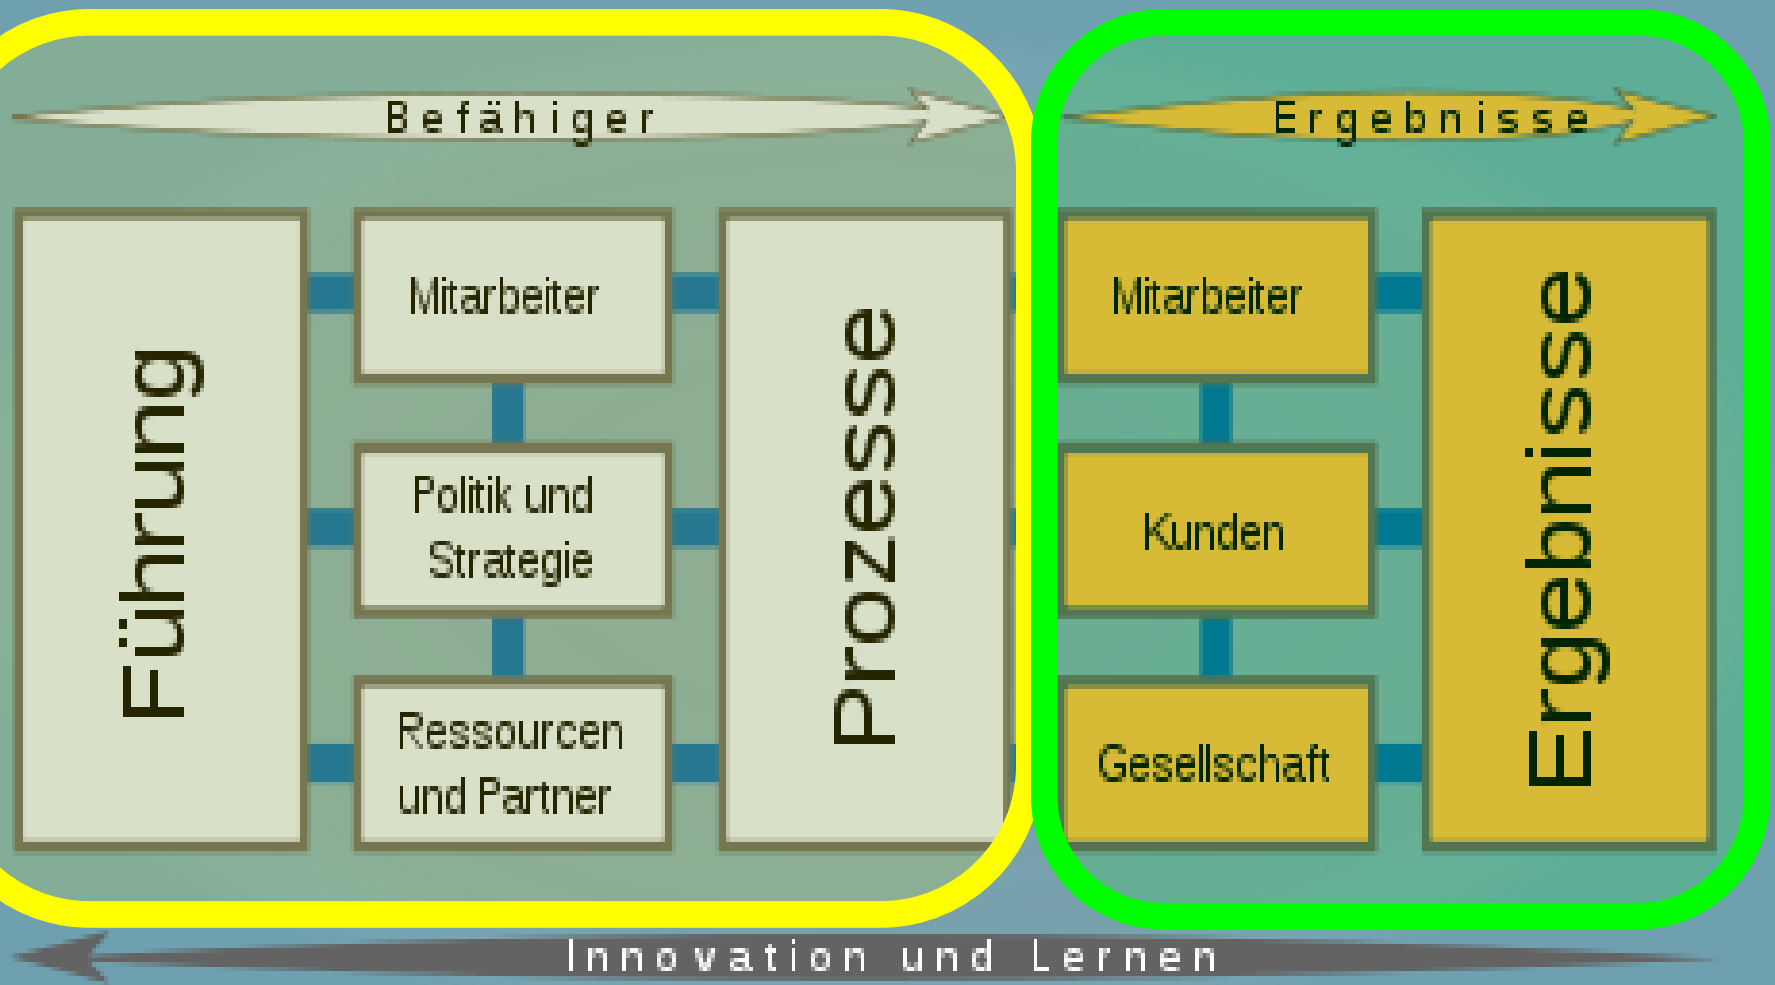 Befähiger
Ergebnisse
Führung
Mitarbeiter
Politik und
Strategie
Ressourcen
und Partner
Prozesse
Mitarbeiter
Kunden
Gesellschaft
Ergebnisse
Innovation und Lernen